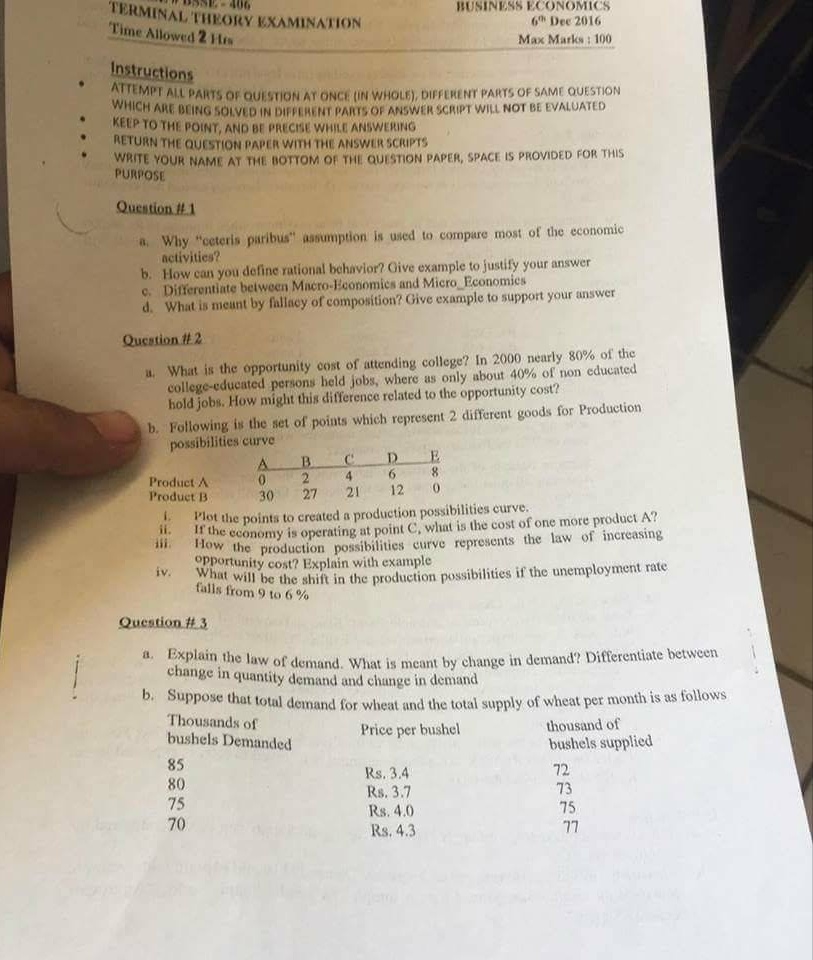 BSSE - 406
TERMINAL THEORY EXAMINATION
Time Allowed 2 Hrs
BUSINESS ECONOMICS
6th Dec 2016
Max Marks : 100
Instructions
• ATTEMPT ALL PARTS OF QUESTION AT ONCE (IN WHOLE), DIFFERENT PARTS OF SAME QUESTION
WHICH ARE BEING SOLVED IN DIFFERENT PARTS OF ANSWER SCRIPT WILL NOT BE EVALUATED
• KEEP TO THE POINT, AND BE PRECISE WHILE ANSWERING
• RETURN THE QUESTION PAPER WITH THE ANSWER SCRIPTS
• WRITE YOUR NAME AT THE BOTTOM OF THE QUESTION PAPER, SPACE IS PROVIDED FOR THIS
PURPOSE
Question # 1
a. Why "ceteris paribus" assumption is used to compare most of the economic
activities?
b. How can you define rational behavior? Give example to justify your answer
c. Differentiate between Macro-Economics and Micro_Economics
d. What is meant by fallacy of composition? Give example to support your answer
Question # 2
a. What is the opportunity cost of attending college? In 2000 nearly 80% of the
college-educated persons held jobs, where as only about 40% of non educated
hold jobs. How might this difference related to the opportunity cost?
b. Following is the set of points which represent 2 different goods for Production
possibilities curve
A B C D E
Product A 0 2 4 6 8
Product B 30 27 21 12 0
i. Plot the points to created a production possibilities curve.
ii. If the economy is operating at point C, what is the cost of one more product A?
iii. How the production possibilities curve represents the law of increasing
opportunity cost? Explain with example
iv. What will be the shift in the production possibilities if the unemployment rate
falls from 9 to 6 %
Question # 3
a. Explain the law of demand. What is meant by change in demand? Differentiate between
change in quantity demand and change in demand
b. Suppose that total demand for wheat and the total supply of wheat per month is as follows
Thousands of Price per bushel thousand of
bushels Demanded bushels supplied
85 Rs. 3.4 72
80 Rs. 3.7 73
75 Rs. 4.0 75
70 Rs. 4.3 77